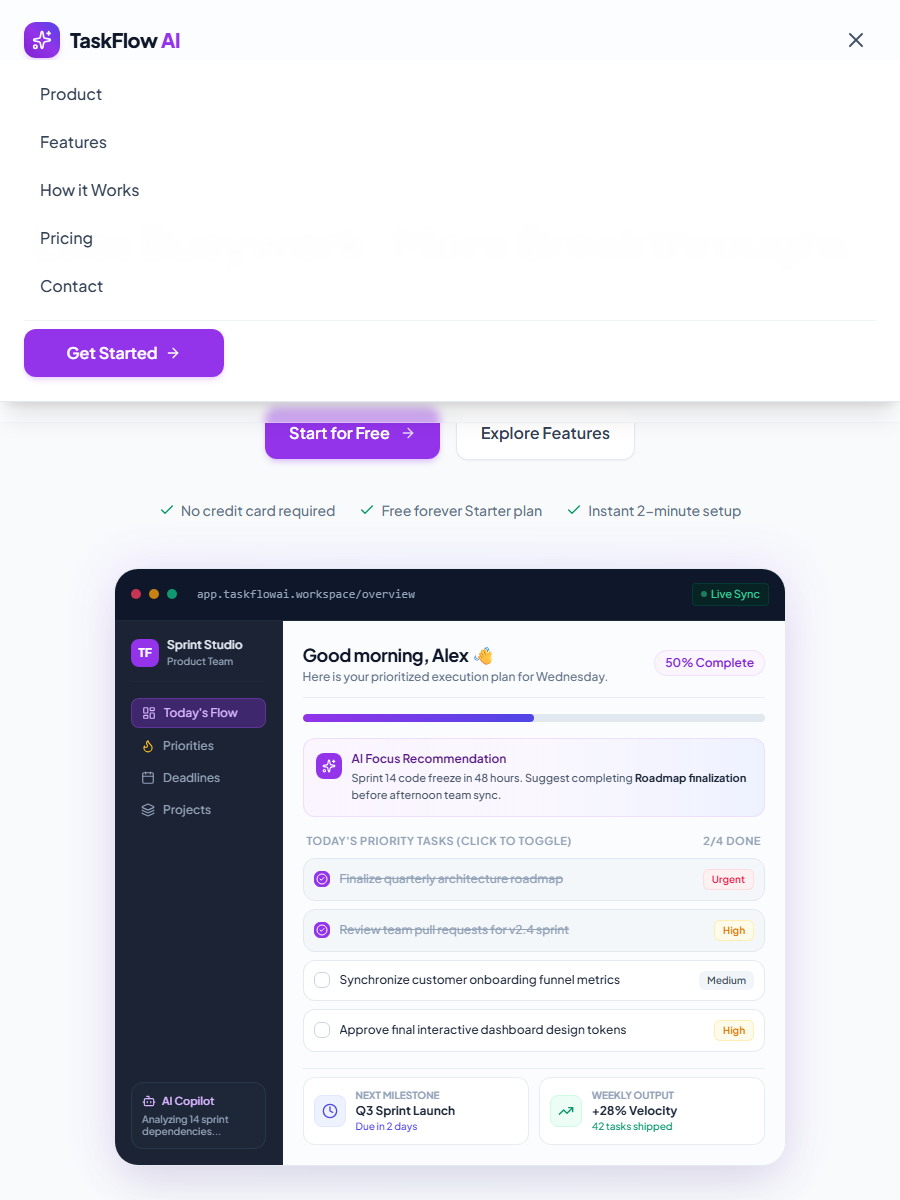 TaskFlow AI
Product
Features
How it Works
Pricing
Contact
Get Started
Start for Free
Explore Features
No credit card required
Free forever Starter plan
Instant 2-minute setup
app.taskflowai.workspace/overview
Live Sync
TF
Sprint Studio
Product Team
Today's Flow
Priorities
Deadlines
Projects
AI Copilot
Analyzing 14 sprint
dependencies...
Good morning, Alex 👋
Here is your prioritized execution plan for Wednesday.
50% Complete
AI Focus Recommendation
Sprint 14 code freeze in 48 hours. Suggest completing Roadmap finalization
before afternoon team sync.
TODAY'S PRIORITY TASKS (CLICK TO TOGGLE)
2/4 DONE
Finalize quarterly architecture roadmap
Urgent
Review team pull requests for v2.4 sprint
High
Synchronize customer onboarding funnel metrics
Medium
Approve final interactive dashboard design tokens
High
NEXT MILESTONE
Q3 Sprint Launch
Due in 2 days
WEEKLY OUTPUT
+28% Velocity
42 tasks shipped